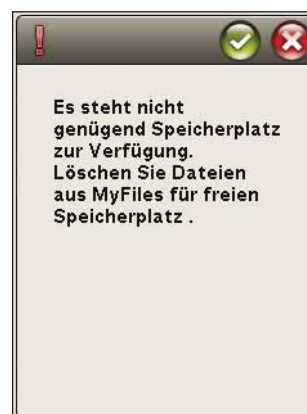 Es steht nicht
genügend Speicherplatz
zur Verfügung.
Löschen Sie Dateien
aus MyFiles für freien
Speicherplatz .